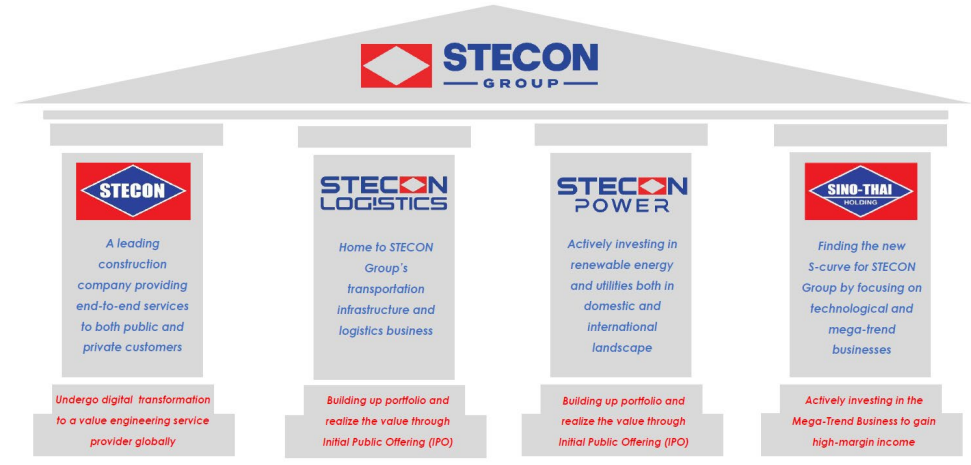 STECON
GROUP
STECON
A leading
construction
company providing
end-to-end services
to both public and
private customers
Undergo digital transformation
to a value engineering service
provider globally
STECON
LOGISTICS
Home to STECON
Group's
transportation
infrastructure and
logistics business
Building up portfolio and
realize the value through
Initial Public Offering (IPO)
STECON
POWER
Actively investing in
renewable energy
and utilities both in
domestic and
international
landscape
Building up portfolio and
realize the value through
Initial Public Offering (IPO)
SINO-THAI
HOLDING
Finding the new
S-curve for STECON
Group by focusing on
technological and
mega-trend
businesses
Actively investing in the
Mega-Trend Business to gain
high-margin income